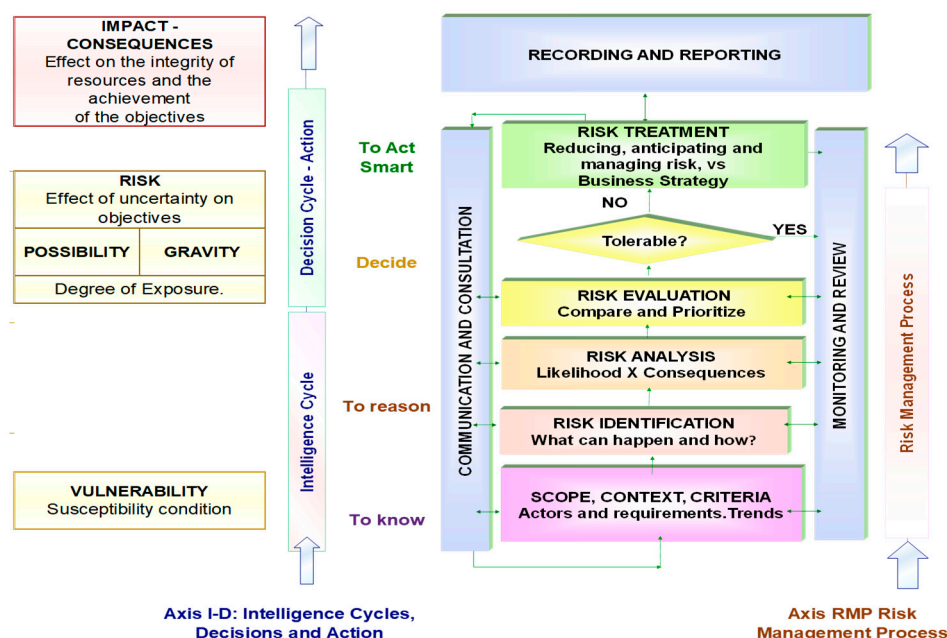 IMPACT -
CONSEQUENCES
Effect on the integrity of
resources and the
achievement
of the objectives
RISK
Effect of uncertainty on
objectives
POSSIBILITY
GRAVITY
Degree of Exposure.
VULNERABILITY
Susceptibility condition
Decision Cycle - Action
Intelligence Cycle
To Act
Smart
Decide
To reason
To know
Axis I-D: Intelligence Cycles,
Decisions and Action
RECORDING AND REPORTING
COMMUNICATION AND CONSULTATION
RISK TREATMENT
Reducing, anticipating and
managing risk, vs
Business Strategy
NO
Tolerable?
YES
RISK EVALUATION
Compare and Prioritize
RISK ANALYSIS
Likelihood X Consequences
RISK IDENTIFICATION
What can happen and how?
SCOPE, CONTEXT, CRITERIA
Actors and requirements.Trends
MONITORING AND REVIEW
Risk Management Process
Axis RMP Risk
Management Process